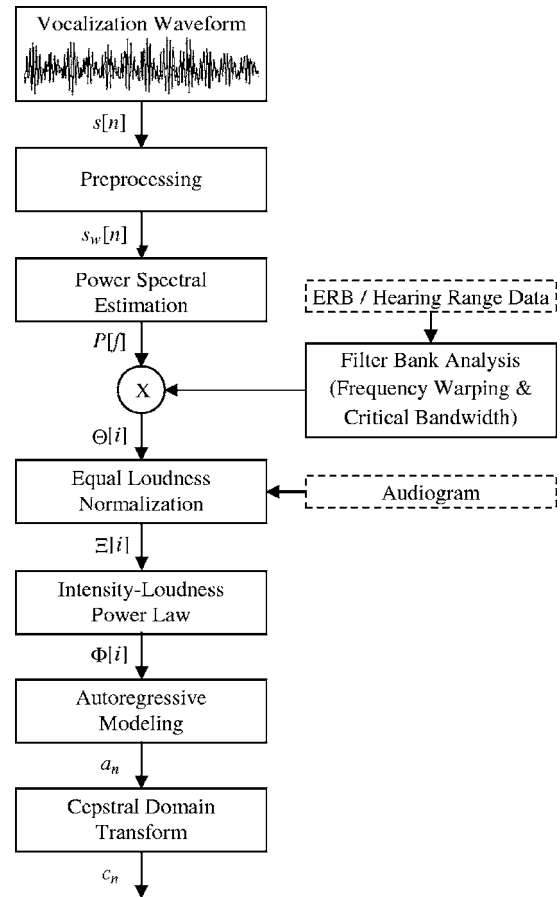 Vocalization Waveform
s[n]
Preprocessing
s_w[n]
Power Spectral
Estimation
P[f]
ERB / Hearing Range Data
Filter Bank Analysis
(Frequency Warping &
Critical Bandwidth)
X
Θ[i]
Equal Loudness
Normalization
Audiogram
Ξ[i]
Intensity-Loudness
Power Law
Φ[i]
Autoregressive
Modeling
a_n
Cepstral Domain
Transform
c_n